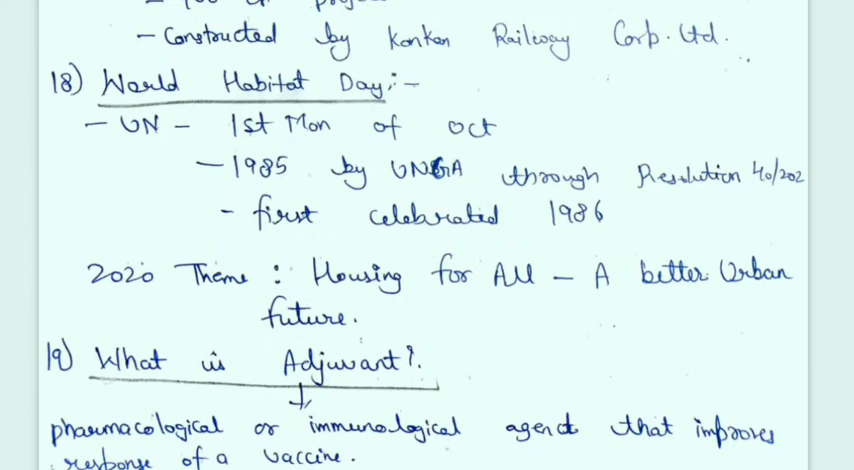 - Constructed by Konkan Railway Corp. Ltd.
18) World Habitat Day :-
- UN - 1st Mon of Oct
- 1985 by UNGA through Resolution 40/202
- first celebrated 1986
2020 Theme : Housing for All - A better Urban
future.
19) What is Adjuvant?
↓
pharmacological or immunological agent that improves
response of a vaccine.